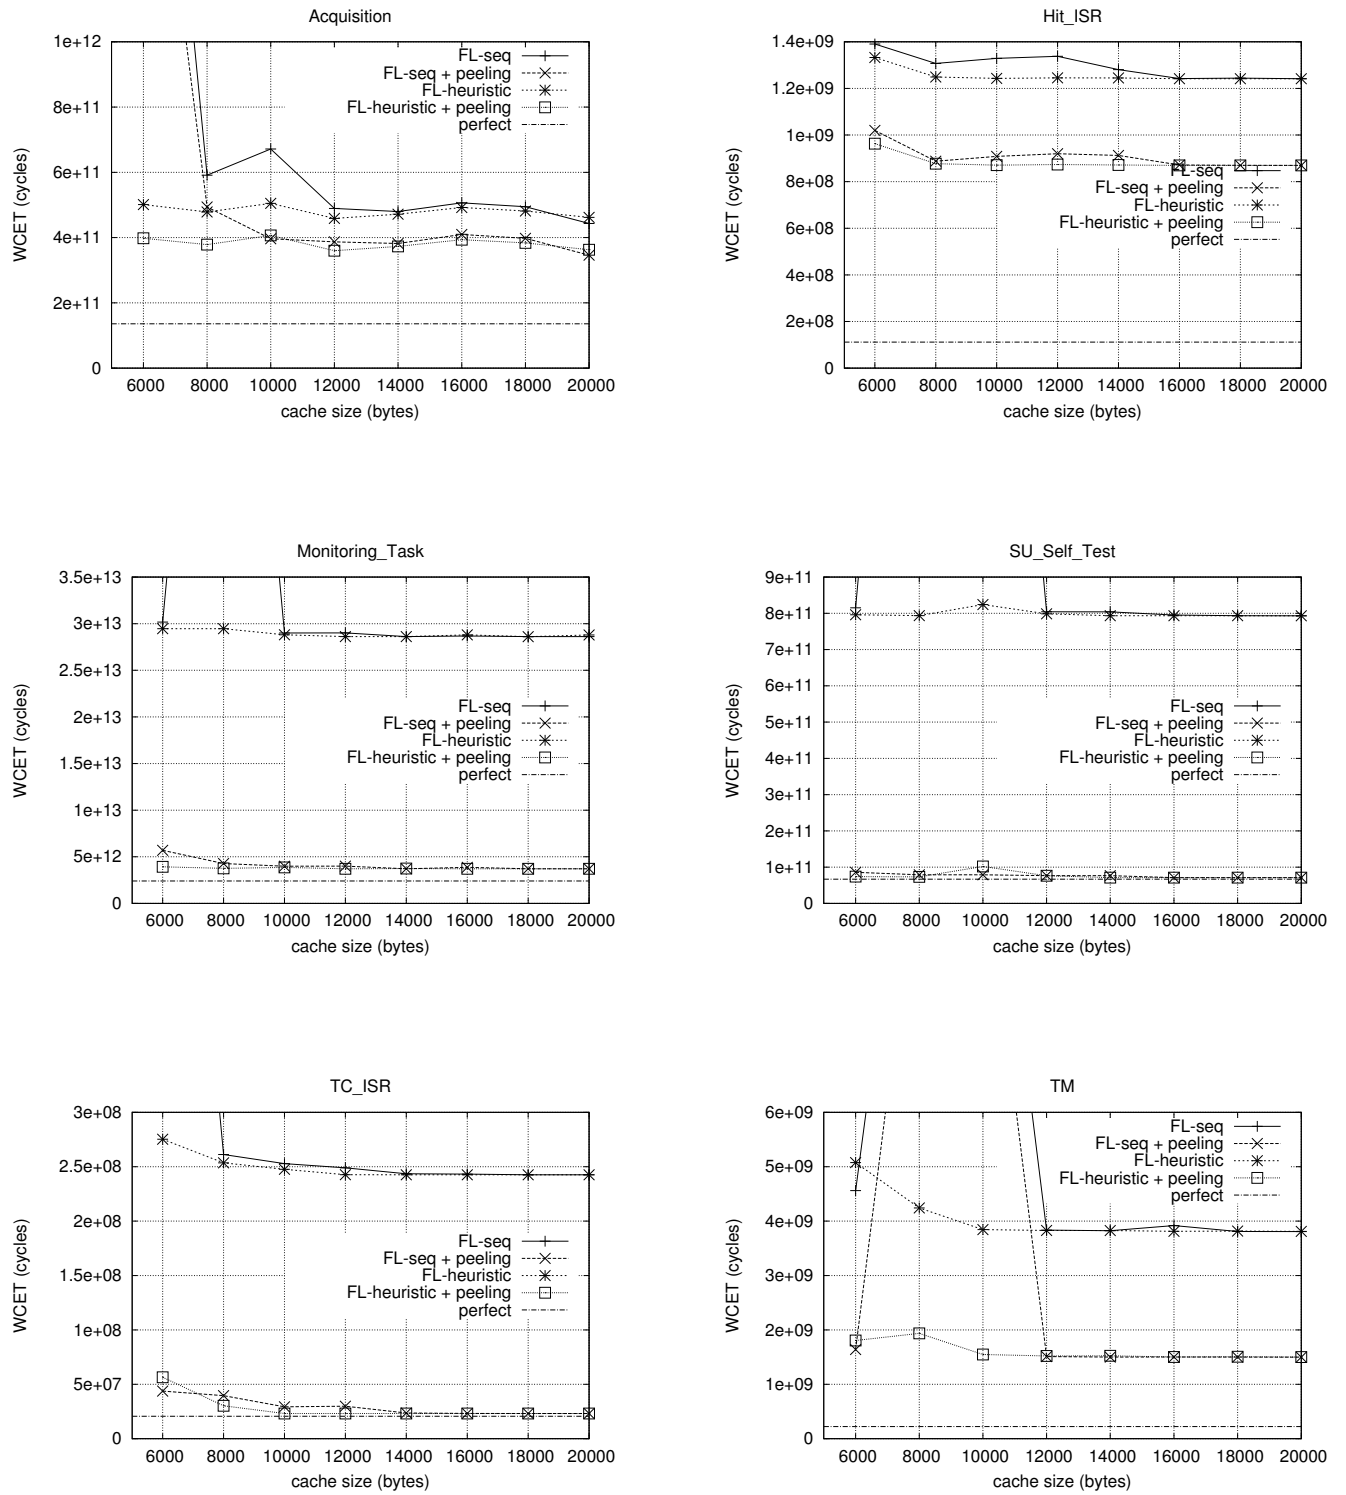 Acquisition
1e+12
8e+11
6e+11
4e+11
2e+11
0
6000 8000 10000 12000 14000 16000 18000 20000
cache size (bytes)
WCET (cycles)
FL-seq
FL-seq + peeling
FL-heuristic
FL-heuristic + peeling
perfect
Hit_ISR
1.4e+09
1.2e+09
1e+09
8e+08
6e+08
4e+08
2e+08
0
6000 8000 10000 12000 14000 16000 18000 20000
cache size (bytes)
WCET (cycles)
FL-seq
FL-seq + peeling
FL-heuristic
FL-heuristic + peeling
perfect
Monitoring_Task
3.5e+13
3e+13
2.5e+13
2e+13
1.5e+13
1e+13
5e+12
0
6000 8000 10000 12000 14000 16000 18000 20000
cache size (bytes)
WCET (cycles)
FL-seq
FL-seq + peeling
FL-heuristic
FL-heuristic + peeling
perfect
SU_Self_Test
9e+11
8e+11
7e+11
6e+11
5e+11
4e+11
3e+11
2e+11
1e+11
0
6000 8000 10000 12000 14000 16000 18000 20000
cache size (bytes)
WCET (cycles)
FL-seq
FL-seq + peeling
FL-heuristic
FL-heuristic + peeling
perfect
TC_ISR
3e+08
2.5e+08
2e+08
1.5e+08
1e+08
5e+07
0
6000 8000 10000 12000 14000 16000 18000 20000
cache size (bytes)
WCET (cycles)
FL-seq
FL-seq + peeling
FL-heuristic
FL-heuristic + peeling
perfect
TM
6e+09
5e+09
4e+09
3e+09
2e+09
1e+09
0
6000 8000 10000 12000 14000 16000 18000 20000
cache size (bytes)
WCET (cycles)
FL-seq
FL-seq + peeling
FL-heuristic
FL-heuristic + peeling
perfect